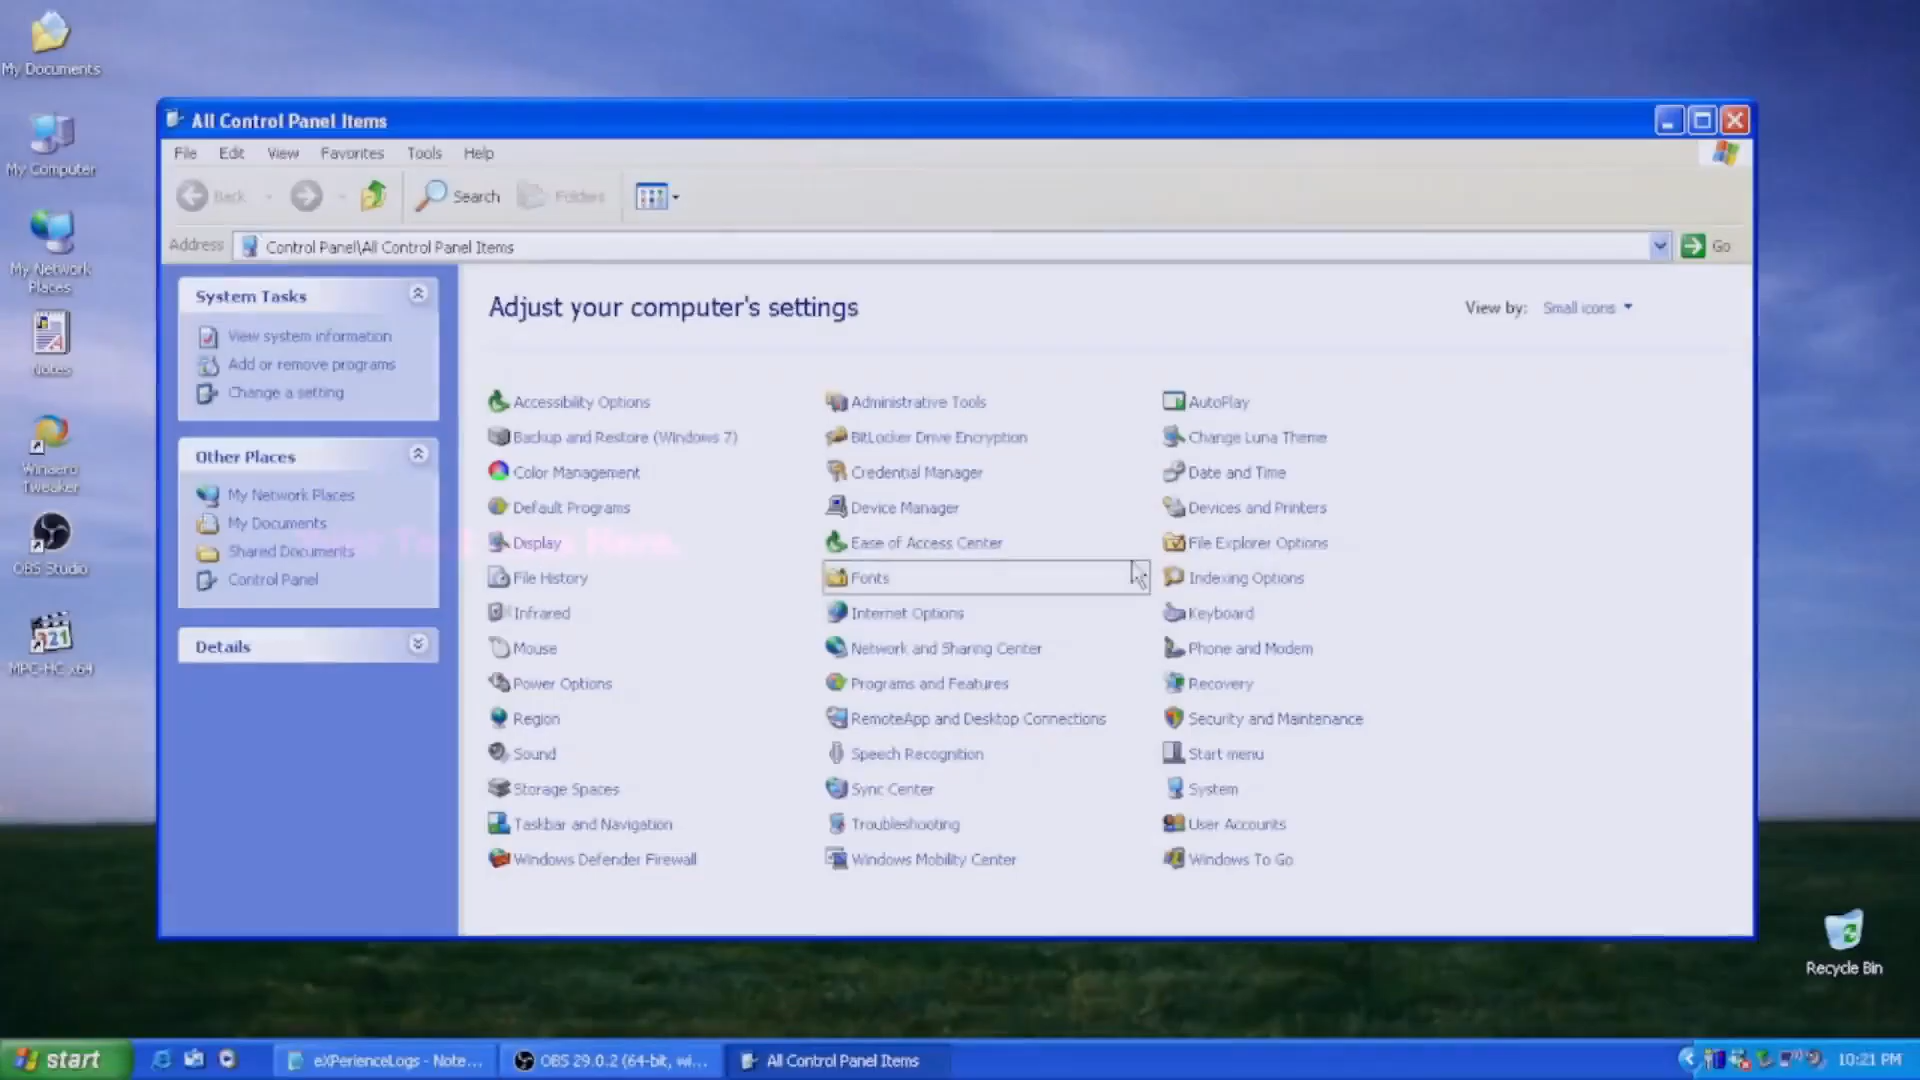 My Documents
My Computer
My Network
Places
Notes
Winaero
Tweaker
OBS Studio
MPC-HC x64
All Control Panel Items
File Edit View Favorites Tools Help
Back Search Folders
Address Control Panel\All Control Panel Items Go
System Tasks
View system information
Add or remove programs
Change a setting
Other Places
My Network Places
My Documents
Shared Documents
Control Panel
Details
Adjust your computer's settings
View by: Small icons
Accessibility Options Administrative Tools AutoPlay
Backup and Restore (Windows 7) BitLocker Drive Encryption Change Luna Theme
Color Management Credential Manager Date and Time
Default Programs Device Manager Devices and Printers
Display Ease of Access Center File Explorer Options
File History Fonts Indexing Options
Infrared Internet Options Keyboard
Mouse Network and Sharing Center Phone and Modem
Power Options Programs and Features Recovery
Region RemoteApp and Desktop Connections Security and Maintenance
Sound Speech Recognition Start menu
Storage Spaces Sync Center System
Taskbar and Navigation Troubleshooting User Accounts
Windows Defender Firewall Windows Mobility Center Windows To Go
Recycle Bin
start eXPerienceLogs - Note... OBS 29.0.2 (64-bit, wi... All Control Panel Items 10:21 PM